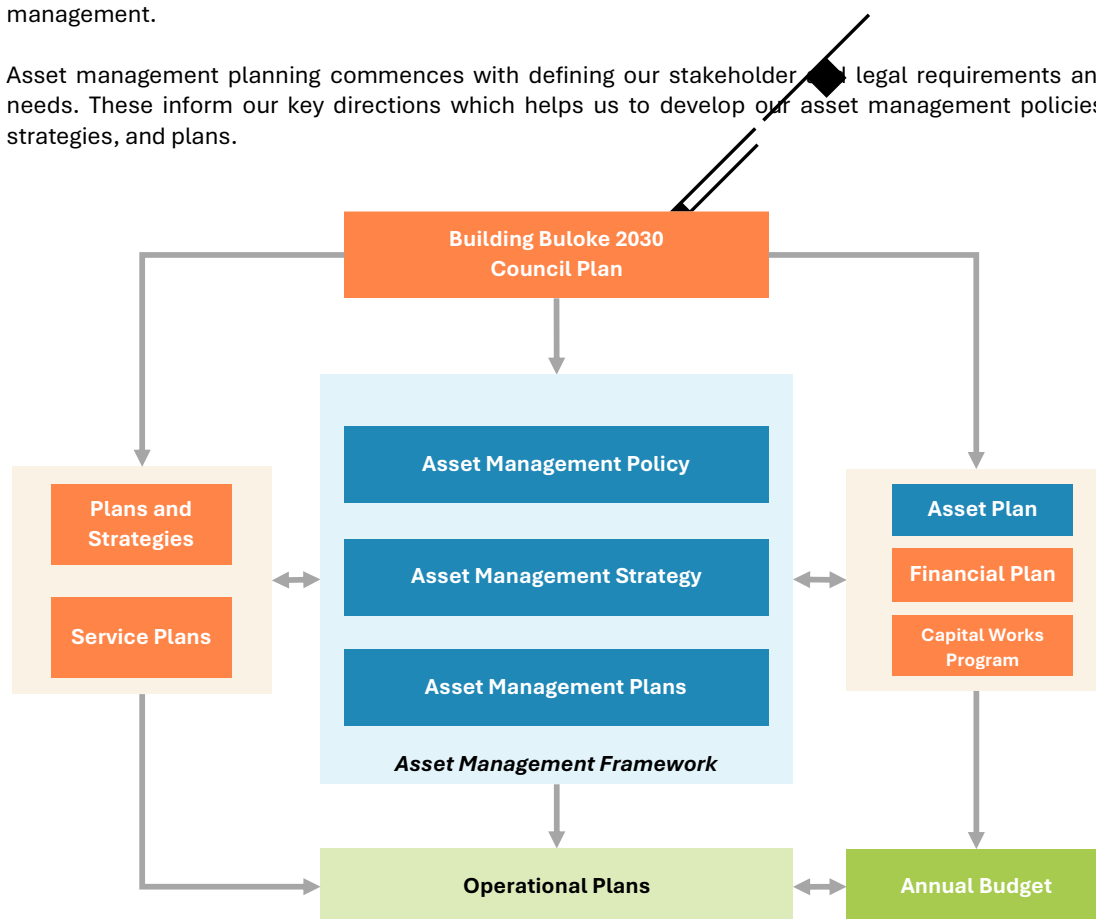 management.
Asset management planning commences with defining our stakeholder legal requirements an
needs. These inform our key directions which helps us to develop our asset management policies
strategies, and plans.
Building Buloke 2030
Council Plan
Asset Management Policy
Plans and
Strategies
Asset Plan
Asset Management Strategy
Financial Plan
Service Plans
Capital Works
Program
Asset Management Plans
Asset Management Framework
Operational Plans
Annual Budget